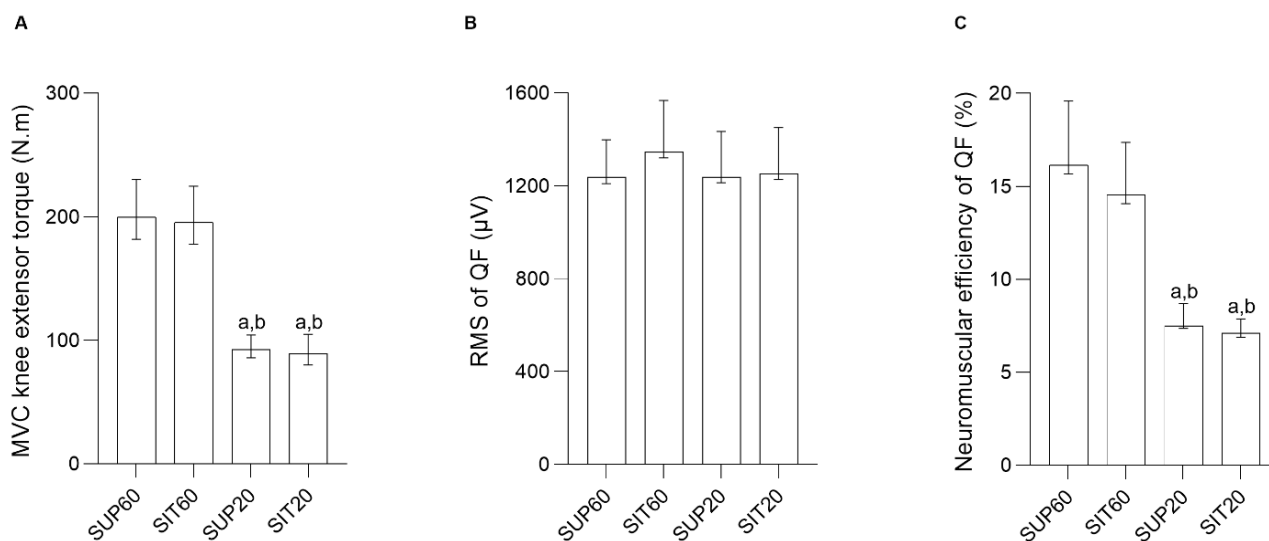 A
MVC knee extensor torque (N.m)
300
200
100
0
a,b
a,b
SUP60
SIT60
SUP20
SIT20
B
RMS of QF (µV)
1600
1200
800
400
0
SUP60
SIT60
SUP20
SIT20
C
Neuromuscular efficiency of QF (%)
20
15
10
5
0
a,b
a,b
SUP60
SIT60
SUP20
SIT20